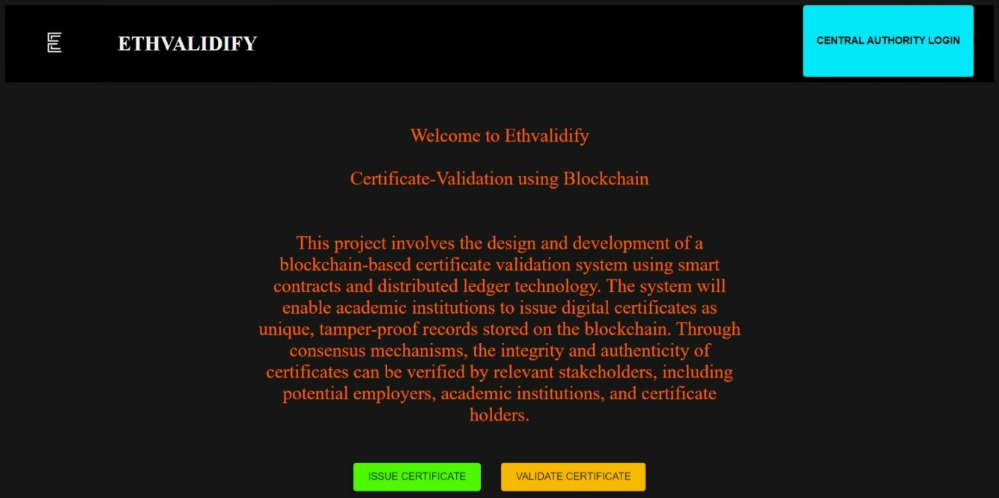 ETHVALIDIFY
CENTRAL AUTHORITY LOGIN
Welcome to Ethvalidify
Certificate-Validation using Blockchain
This project involves the design and development of a
blockchain-based certificate validation system using smart
contracts and distributed ledger technology. The system will
enable academic institutions to issue digital certificates as
unique, tamper-proof records stored on the blockchain. Through
consensus mechanisms, the integrity and authenticity of
certificates can be verified by relevant stakeholders, including
potential employers, academic institutions, and certificate
holders.
ISSUE CERTIFICATE
VALIDATE CERTIFICATE